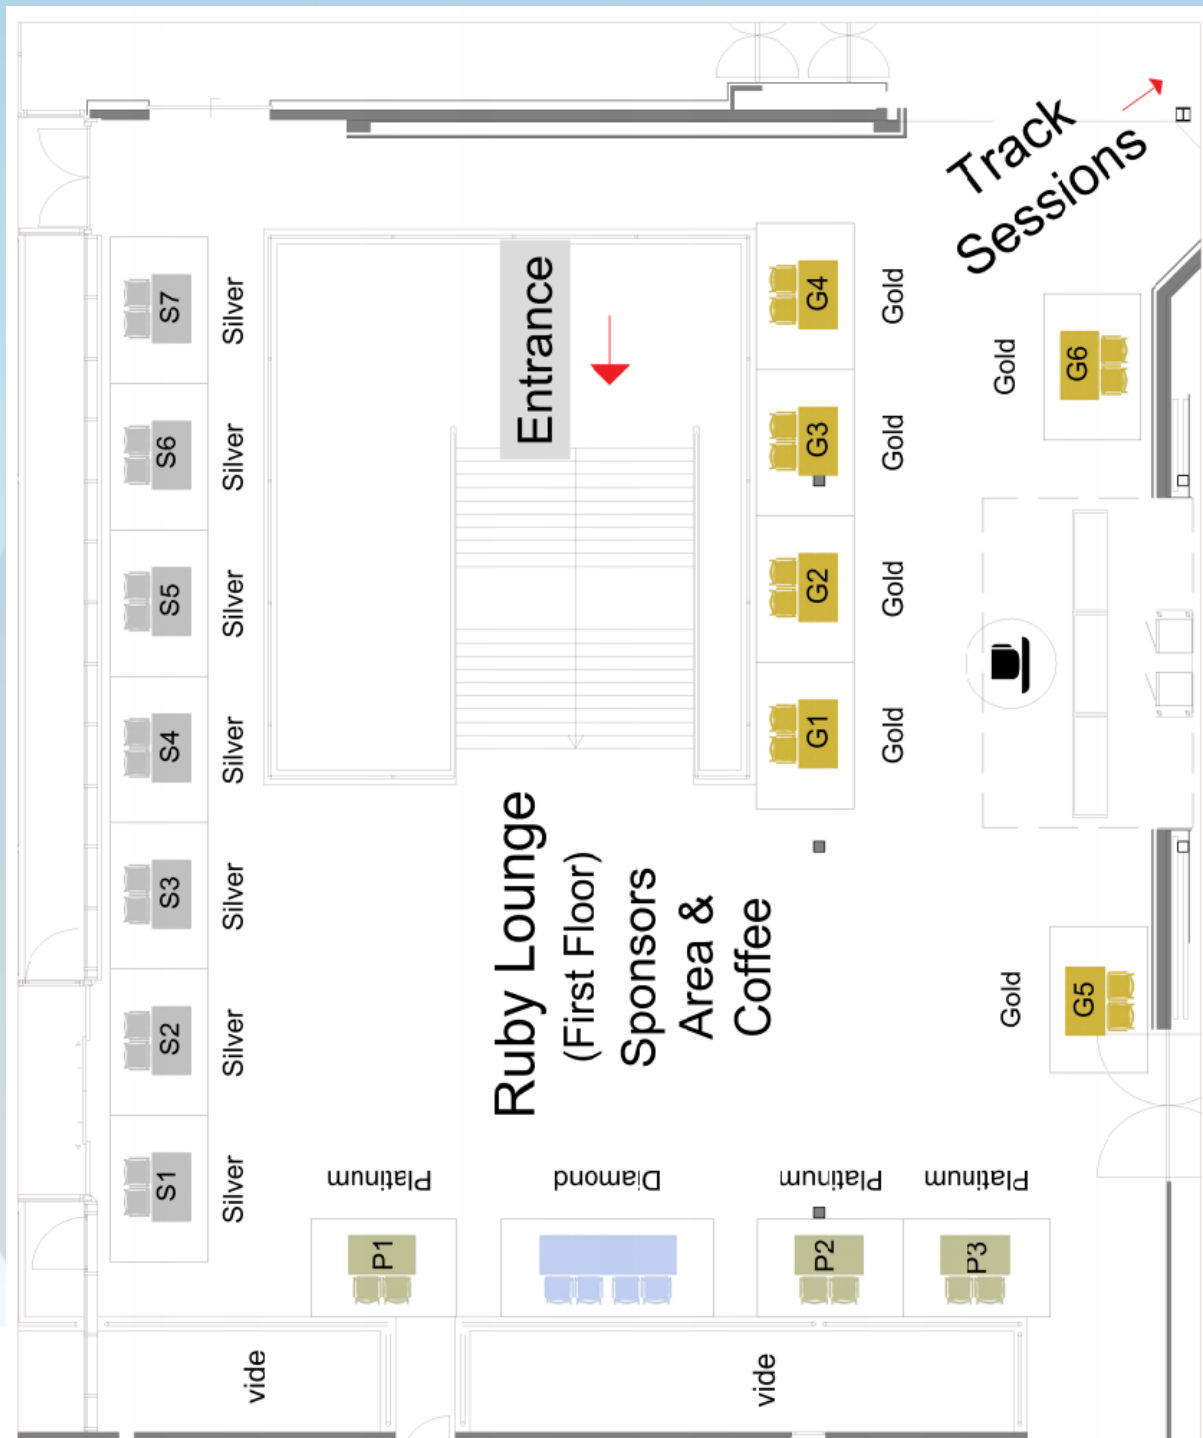 Track
Sessions
Entrance
S7
Silver
S6
Silver
S5
Silver
S4
Silver
S3
Silver
S2
Silver
S1
Silver
G4
Gold
G3
Gold
G2
Gold
G1
Gold
G6
Gold
G5
Gold
Ruby Lounge
(First Floor)
Sponsors
Area &
Coffee
Platinum
P1
Diamond
Platinum
P2
Platinum
P3
vide
vide